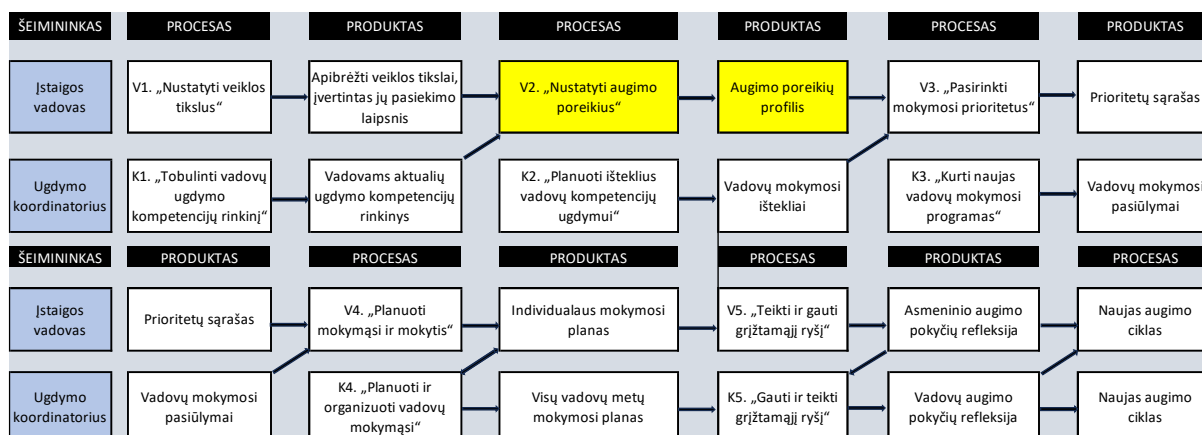 ŠEIMININKAS PROCESAS PRODUKTAS PROCESAS PRODUKTAS PROCESAS PRODUKTAS
Įstaigos
vadovas
V1. „Nustatyti veiklos
tikslus“
Apibrėžti veiklos tikslai,
įvertintas jų pasiekimo
laipsnis
V2. „Nustatyti augimo
poreikius“
Augimo poreikių
profilis
V3. „Pasirinkti
mokymosi prioritetus“
Prioritetų sąrašas
Ugdymo
koordinatorius
K1. „Tobulinti vadovų
ugdymo
kompetencijų rinkinį“
Vadovams aktualių
ugdymo kompetencijų
rinkinys
K2. „Planuoti išteklius
vadovų kompetencijų
ugdymui“
Vadovų mokymosi
ištekliai
K3. „Kurti naujas
vadovų mokymosi
programas“
Vadovų mokymosi
pasiūlymai
ŠEIMININKAS PRODUKTAS PROCESAS PRODUKTAS PROCESAS PRODUKTAS PROCESAS
Įstaigos
vadovas
Prioritetų sąrašas
V4. „Planuoti
mokymąsi ir mokytis“
Individualaus mokymosi
planas
V5. „Teikti ir gauti
grįžtamąjį ryšį“
Asmeninio augimo
pokyčių refleksija
Naujas augimo
ciklas
Ugdymo
koordinatorius
Vadovų mokymosi
pasiūlymai
K4. „Planuoti ir
organizuoti vadovų
mokymąsi“
Visų vadovų metų
mokymosi planas
K5. „Gauti ir teikti
grįžtamąjį ryšį“
Vadovų augimo
pokyčių refleksija
Naujas augimo
ciklas